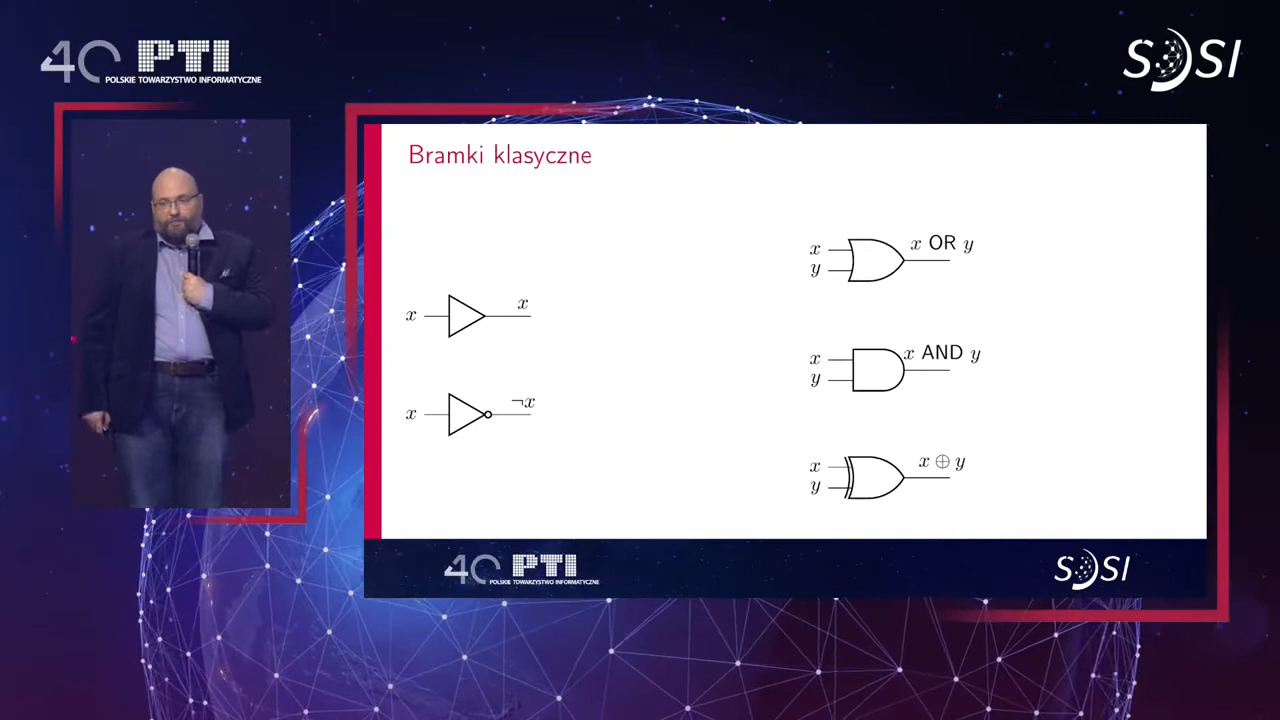 40 PTI
POLSKIE TOWARZYSTWO INFORMATYCZNE
SOSI
Bramki klasyczne
x
x
x
¬x
x
y
x OR y
x
y
x AND y
x
y
x ⊕ y
40 PTI
POLSKIE TOWARZYSTWO INFORMATYCZNE
SOSI